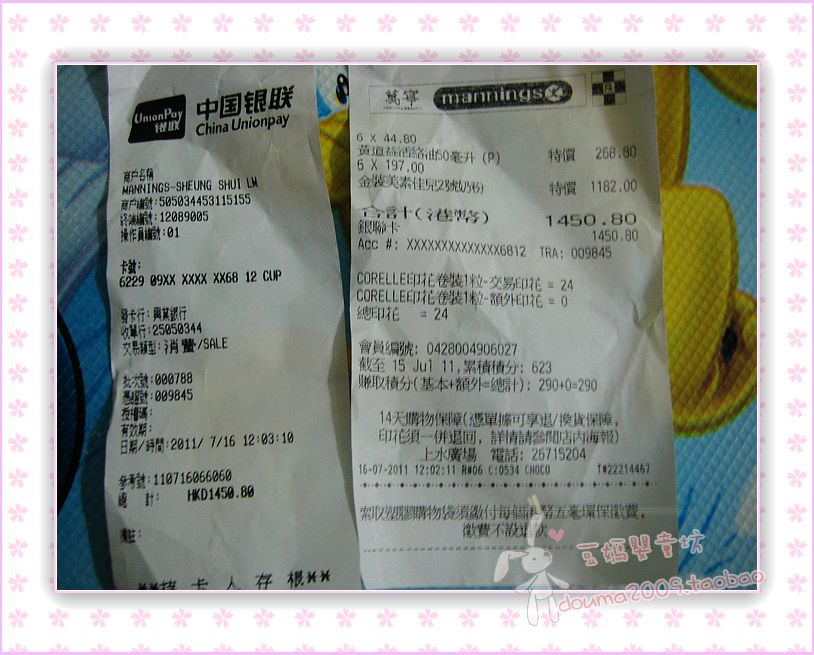 UnionPay
银联
中国银联
China Unionpay
商户名稱
MANNINGS-SHEUNG SHUI LM
商户編號:505034453115155
終端編號:12089005
操作員編號:01
卡號:
6229 09XX XXXX XX68 12 CUP
發卡行:興業銀行
收單行:25050344
交易類型:消費/SALE
批次號:000788
憑證號:009845
授權碼:
有效期:
日期/時間:2011/ 7/16 12:03:10
參考號:110716066060
總 計: HKD1450.80
備註:
**持 卡 人 存 根**
萬寧 mannings
6 X 44.80
黃道益活絡油50毫升 (P) 特價 268.80
6 X 197.00
金裝美素佳兒2號奶粉 特價 1182.00
合計(港幣) 1450.80
銀聯卡 1450.80
Acc #: XXXXXXXXXXXXXX6812 TRA: 009845
CORELLE印花卷裝1粒-交易印花 = 24
CORELLE印花卷裝1粒-額外印花 = 0
總印花 = 24
會員編號: 0428004906027
截至 15 Jul 11,累積積分: 623
賺取積分(基本+額外=總計): 290+0=290
14天購物保障(憑單據可享退/換貨保障,
印花須一併退回, 詳情請參閱店內海報)
上水廣場 電話: 26715204
16-07-2011 12:02:11 R#06 C:0534 CHOCO T#22214467
索取塑膠購物袋須繳付每個港幣五毫環保徵費,
徵費不設退款
豆媽嬰童坊
douma2009.taobao